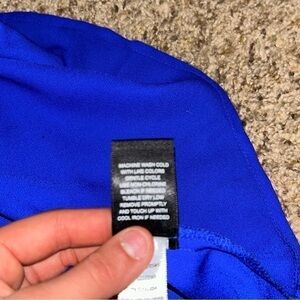 MACHINE WASH COLD
WITH LIKE COLORS
GENTLE CYCLE
USE NON-CHLORINE
BLEACH IF NEEDED
TUMBLE DRY LOW
REMOVE PROMPTLY
AND TOUCH UP WITH
COOL IRON IF NEEDED